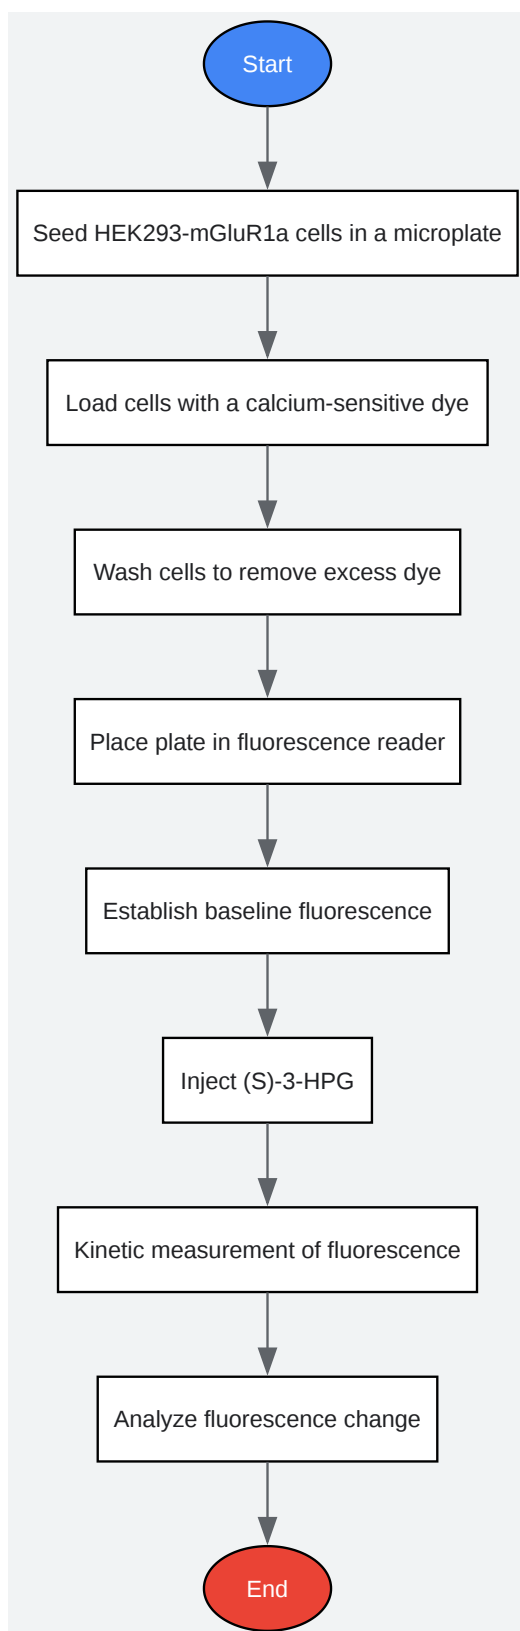 Start
Seed HEK293-mGluR1a cells in a microplate
Load cells with a calcium-sensitive dye
Wash cells to remove excess dye
Place plate in fluorescence reader
Establish baseline fluorescence
Inject (S)-3-HPG
Kinetic measurement of fluorescence
Analyze fluorescence change
End